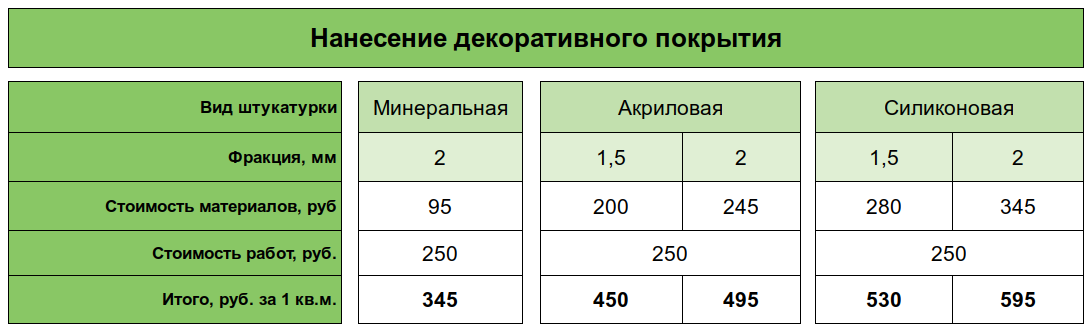 Нанесение декоративного покрытия
Вид штукатурки Минеральная Акриловая Силиконовая
Фракция, мм 2 1,5 2 1,5 2
Стоимость материалов, руб 95 200 245 280 345
Стоимость работ, руб. 250 250 250
Итого, руб. за 1 кв.м. 345 450 495 530 595